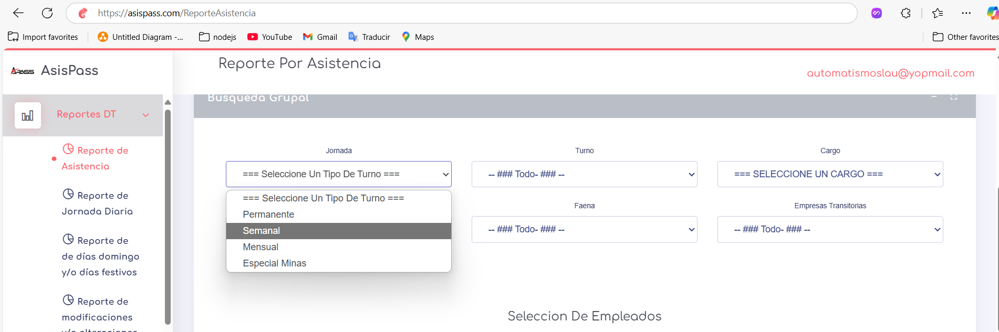 https://asispass.com/ReporteAsistencia
Import favorites
Untitled Diagram -...
nodejs
YouTube
Gmail
Traducir
Maps
Other favorites
APASS AsisPass
Reporte Por Asistencia
automatismoslau@yopmail.com
Busqueda Grupal
Reportes DT
Reporte de
Asistencia
Reporte de
Jornada Diaria
Reporte de
de días domingo
y/o días festivos
Reporte de
modificaciones
y/o alteraciones
Jornada
Turno
Cargo
=== Seleccione Un Tipo De Turno ===
-- ### Todo- ### --
=== SELECCIONE UN CARGO ===
=== Seleccione Un Tipo De Turno ===
Permanente
Semanal
Mensual
Especial Minas
Faena
Empresas Transitorias
-- ### Todo- ### --
-- ### Todo- ### --
Seleccion De Empleados